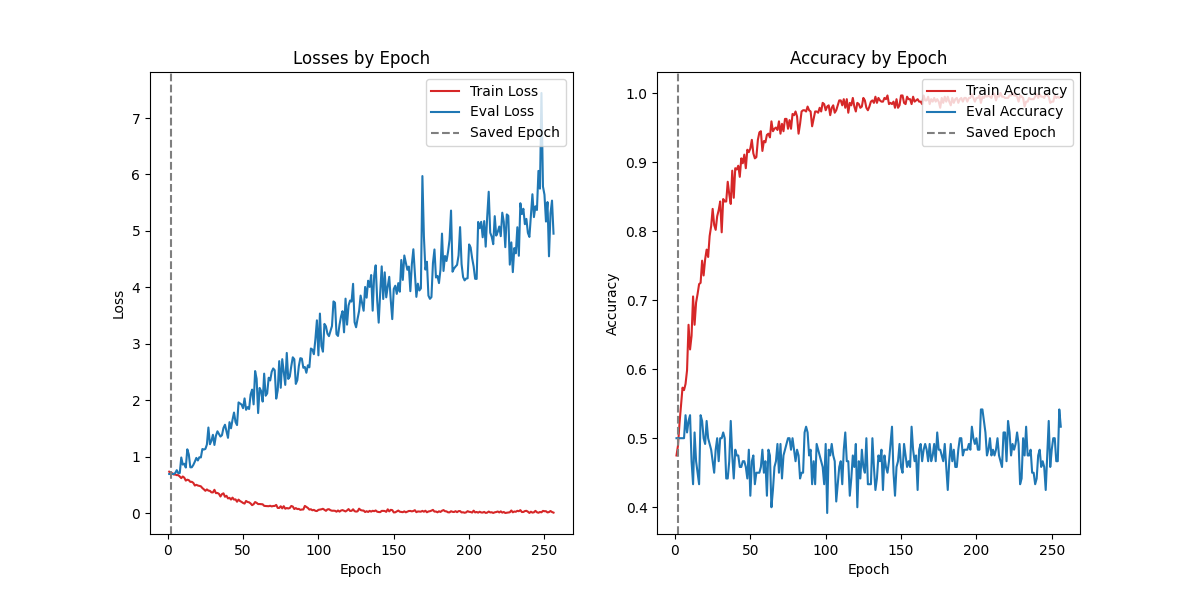 Losses by Epoch
Train Loss
Eval Loss
Saved Epoch
7
6
5
4
3
2
1
0
Loss
0
50
100
150
200
250
Epoch
Accuracy by Epoch
Train Accuracy
Eval Accuracy
Saved Epoch
1.0
0.9
0.8
0.7
0.6
0.5
0.4
Accuracy
0
50
100
150
200
250
Epoch